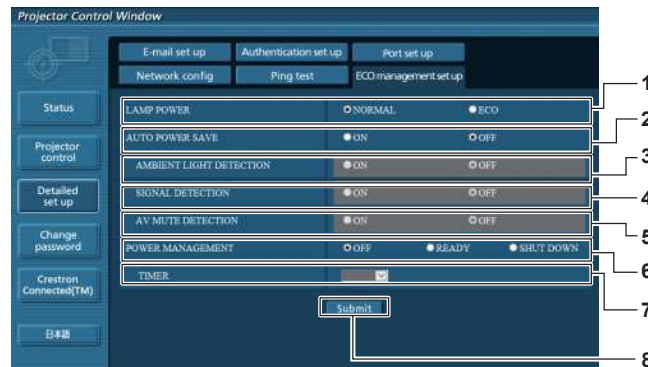 Projector Control Window
E-mail set up Authentication set up Port set up
Network config Ping test ECO management set up
Status
Projector control
Detailed set up
Change password
Crestron Connected(TM)
日本語
LAMP POWER NORMAL ECO 1
AUTO POWER SAVE ON OFF 2
AMBIENT LIGHT DETECTION ON OFF 3
SIGNAL DETECTION ON OFF 4
AV MUTE DETECTION ON OFF 5
POWER MANAGEMENT OFF READY SHUT DOWN 6
TIMER 7
Submit 8